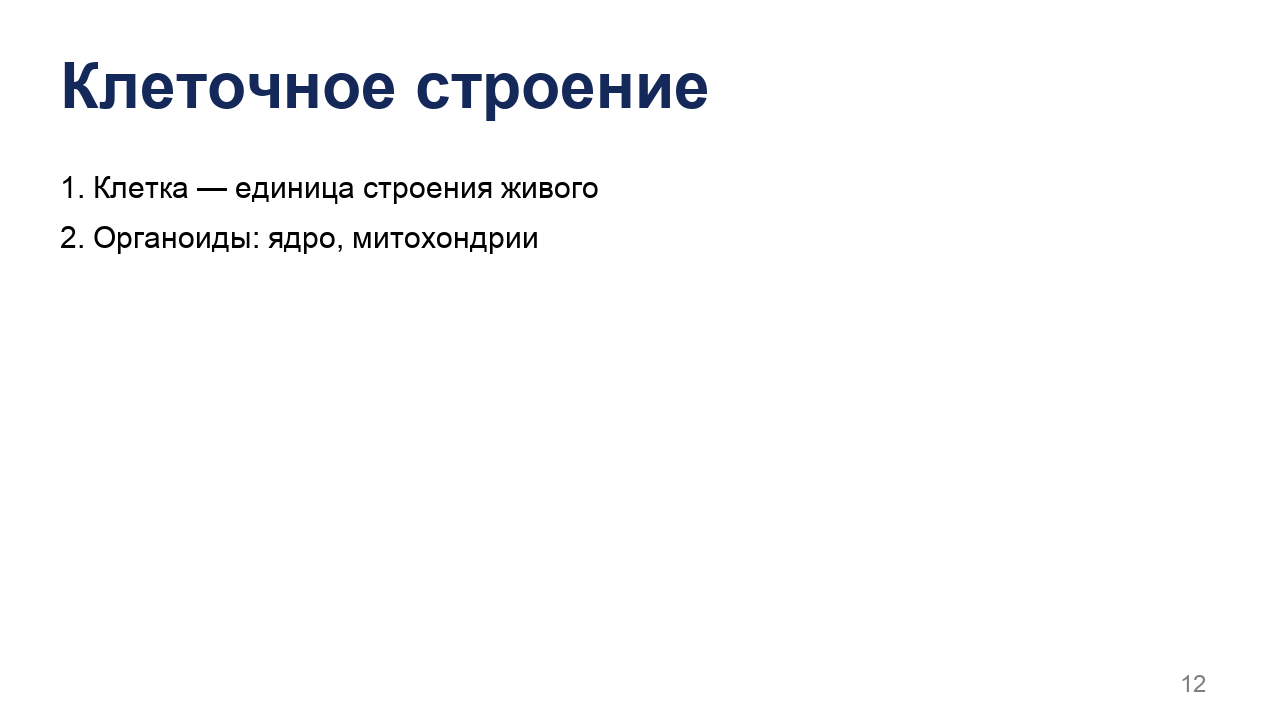 Клеточное строение
1. Клетка — единица строения живого
2. Органоиды: ядро, митохондрии
12